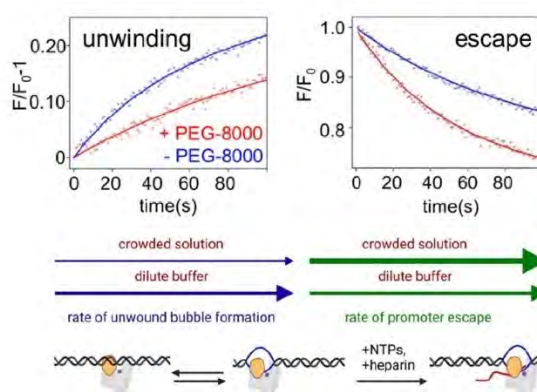 unwinding
F/F₀-1
0.20
0.10
0
+ PEG-8000
- PEG-8000
0 20 40 60 80
time(s)
escape
F/F₀
1.0
0.9
0.8
0 20 40 60 80
time(s)
crowded solution
dilute buffer
rate of unwound bubble formation
crowded solution
dilute buffer
rate of promoter escape
+NTPs,
+heparin